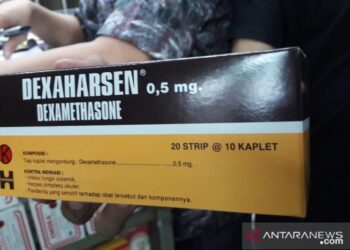 DEXAHARSEN® 0,5 mg.
DEXAMETHASONE
20 STRIP @ 10 KAPLET
KOMPOSISI :
Tiap kaplet mengandung : Dexamethasone..........0,5 mg.
KONTRA INDIKASI :
- Infeksi fungsi sistemik,
- Herpes simpleks okuler.
- Penderita yang sensitif terhadap obat tersebut dan komponennya.
H
ANTARANEWS
.com